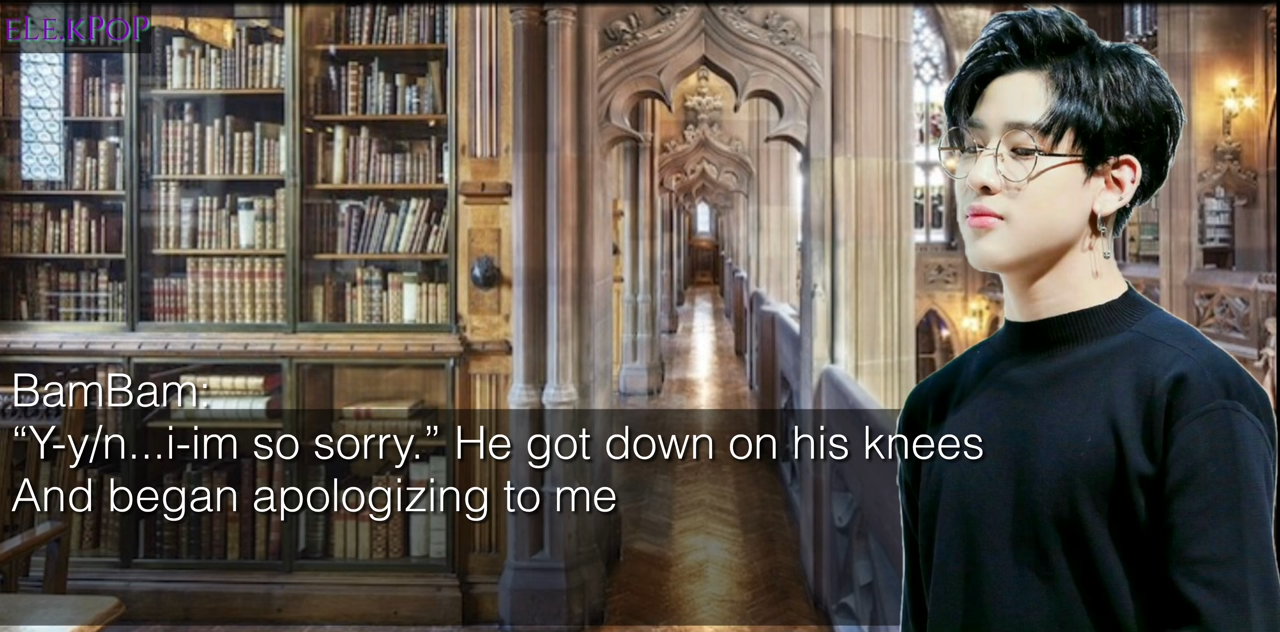 ELE.KPOP
BamBam:
“Y-y/n...i-im so sorry.” He got down on his knees
And began apologizing to me